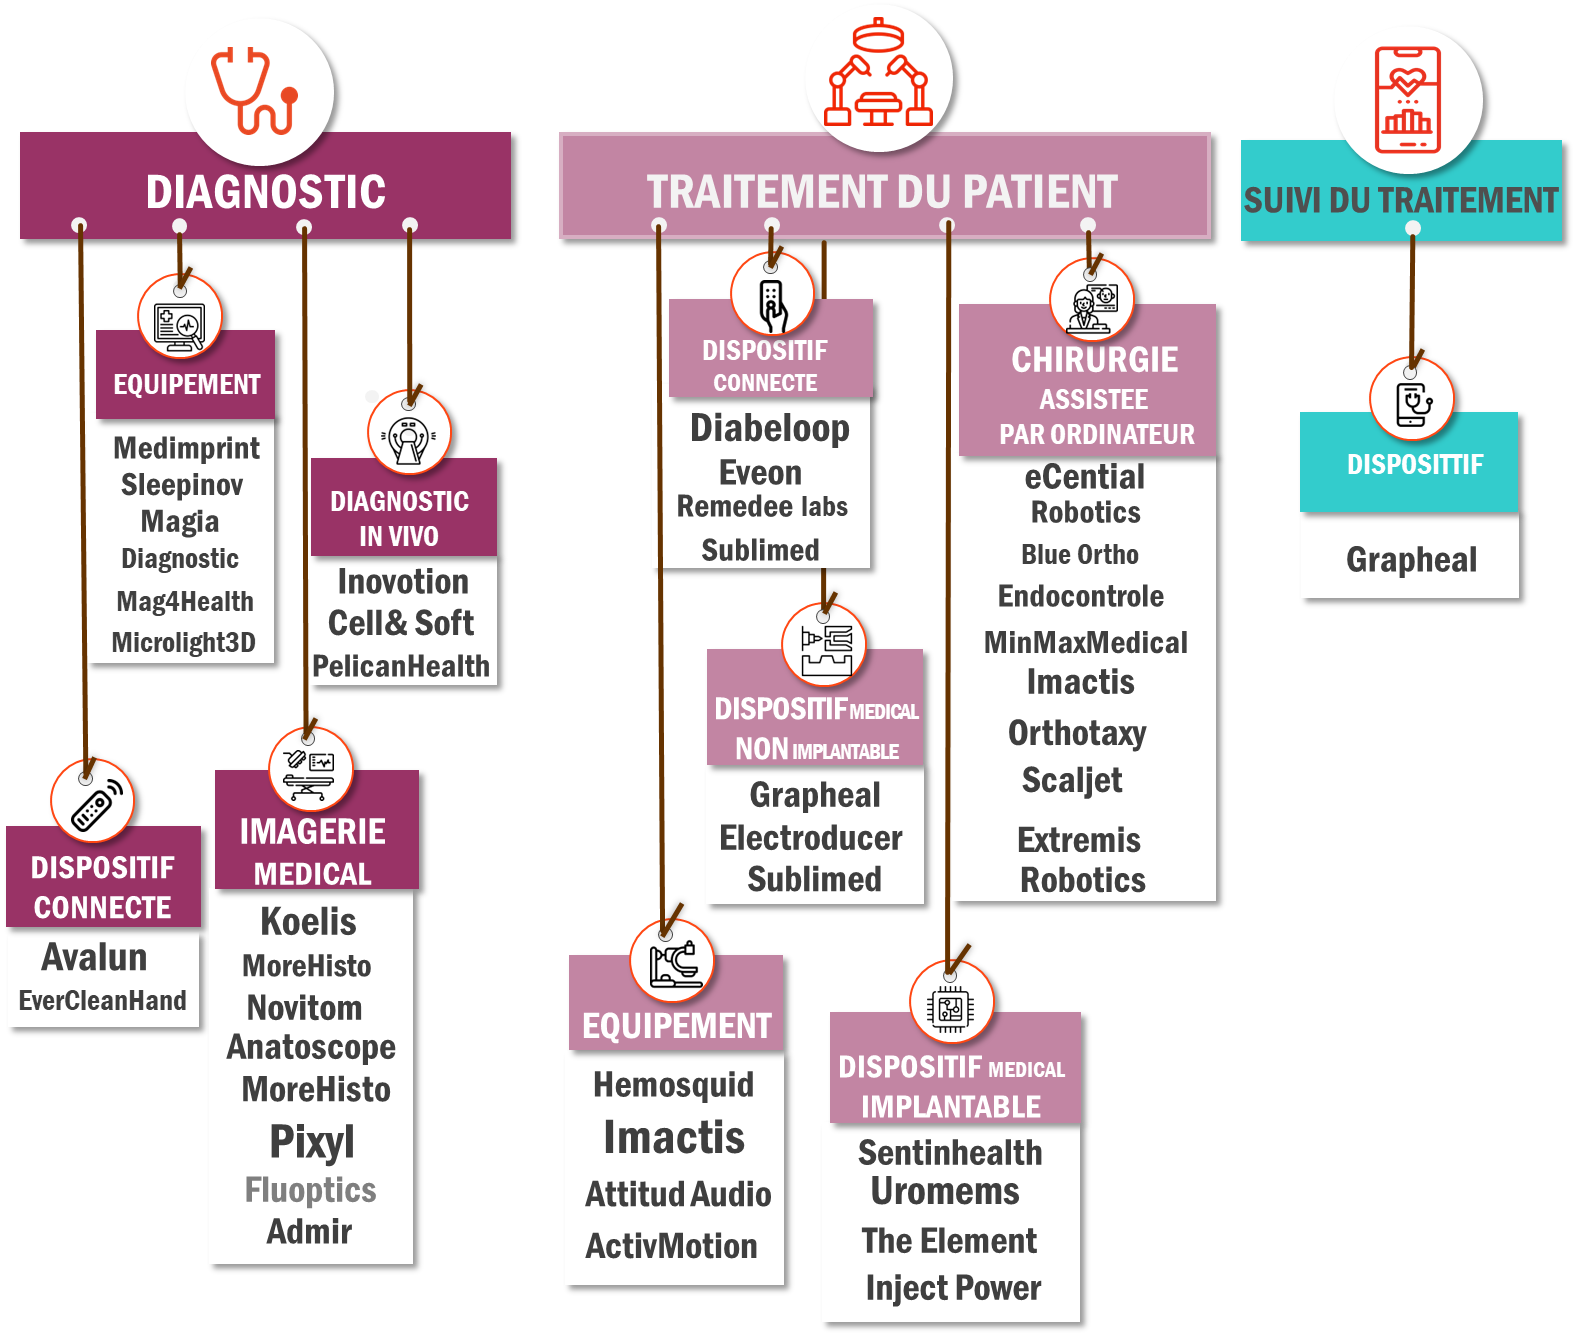 DIAGNOSTIC
EQUIPEMENT
Medimprint
Sleepinov
Magia
Diagnostic
Mag4Health
Microlight3D
DIAGNOSTIC
IN VIVO
Inovotion
Cell& Soft
PelicanHealth
DISPOSITIF
CONNECTE
Avalun
EverCleanHand
IMAGERIE
MEDICAL
Koelis
MoreHisto
Novitom
Anatoscope
MoreHisto
Pixyl
Fluoptics
Admir
TRAITEMENT DU PATIENT
DISPOSITIF
CONNECTE
Diabeloop
Eveon
Remedee labs
Sublimed
DISPOSITIF MEDICAL
NON IMPLANTABLE
Grapheal
Electroducer
Sublimed
CHIRURGIE
ASSISTEE
PAR ORDINATEUR
eCential
Robotics
Blue Ortho
Endocontrole
MinMaxMedical
Imactis
Orthotaxy
Scaljet
Extremis
Robotics
EQUIPEMENT
Hemosquid
Imactis
Attitud Audio
ActivMotion
DISPOSITIF MEDICAL
IMPLANTABLE
Sentinhealth
Uromems
The Element
Inject Power
SUIVI DU TRAITEMENT
DISPOSITTIF
Grapheal